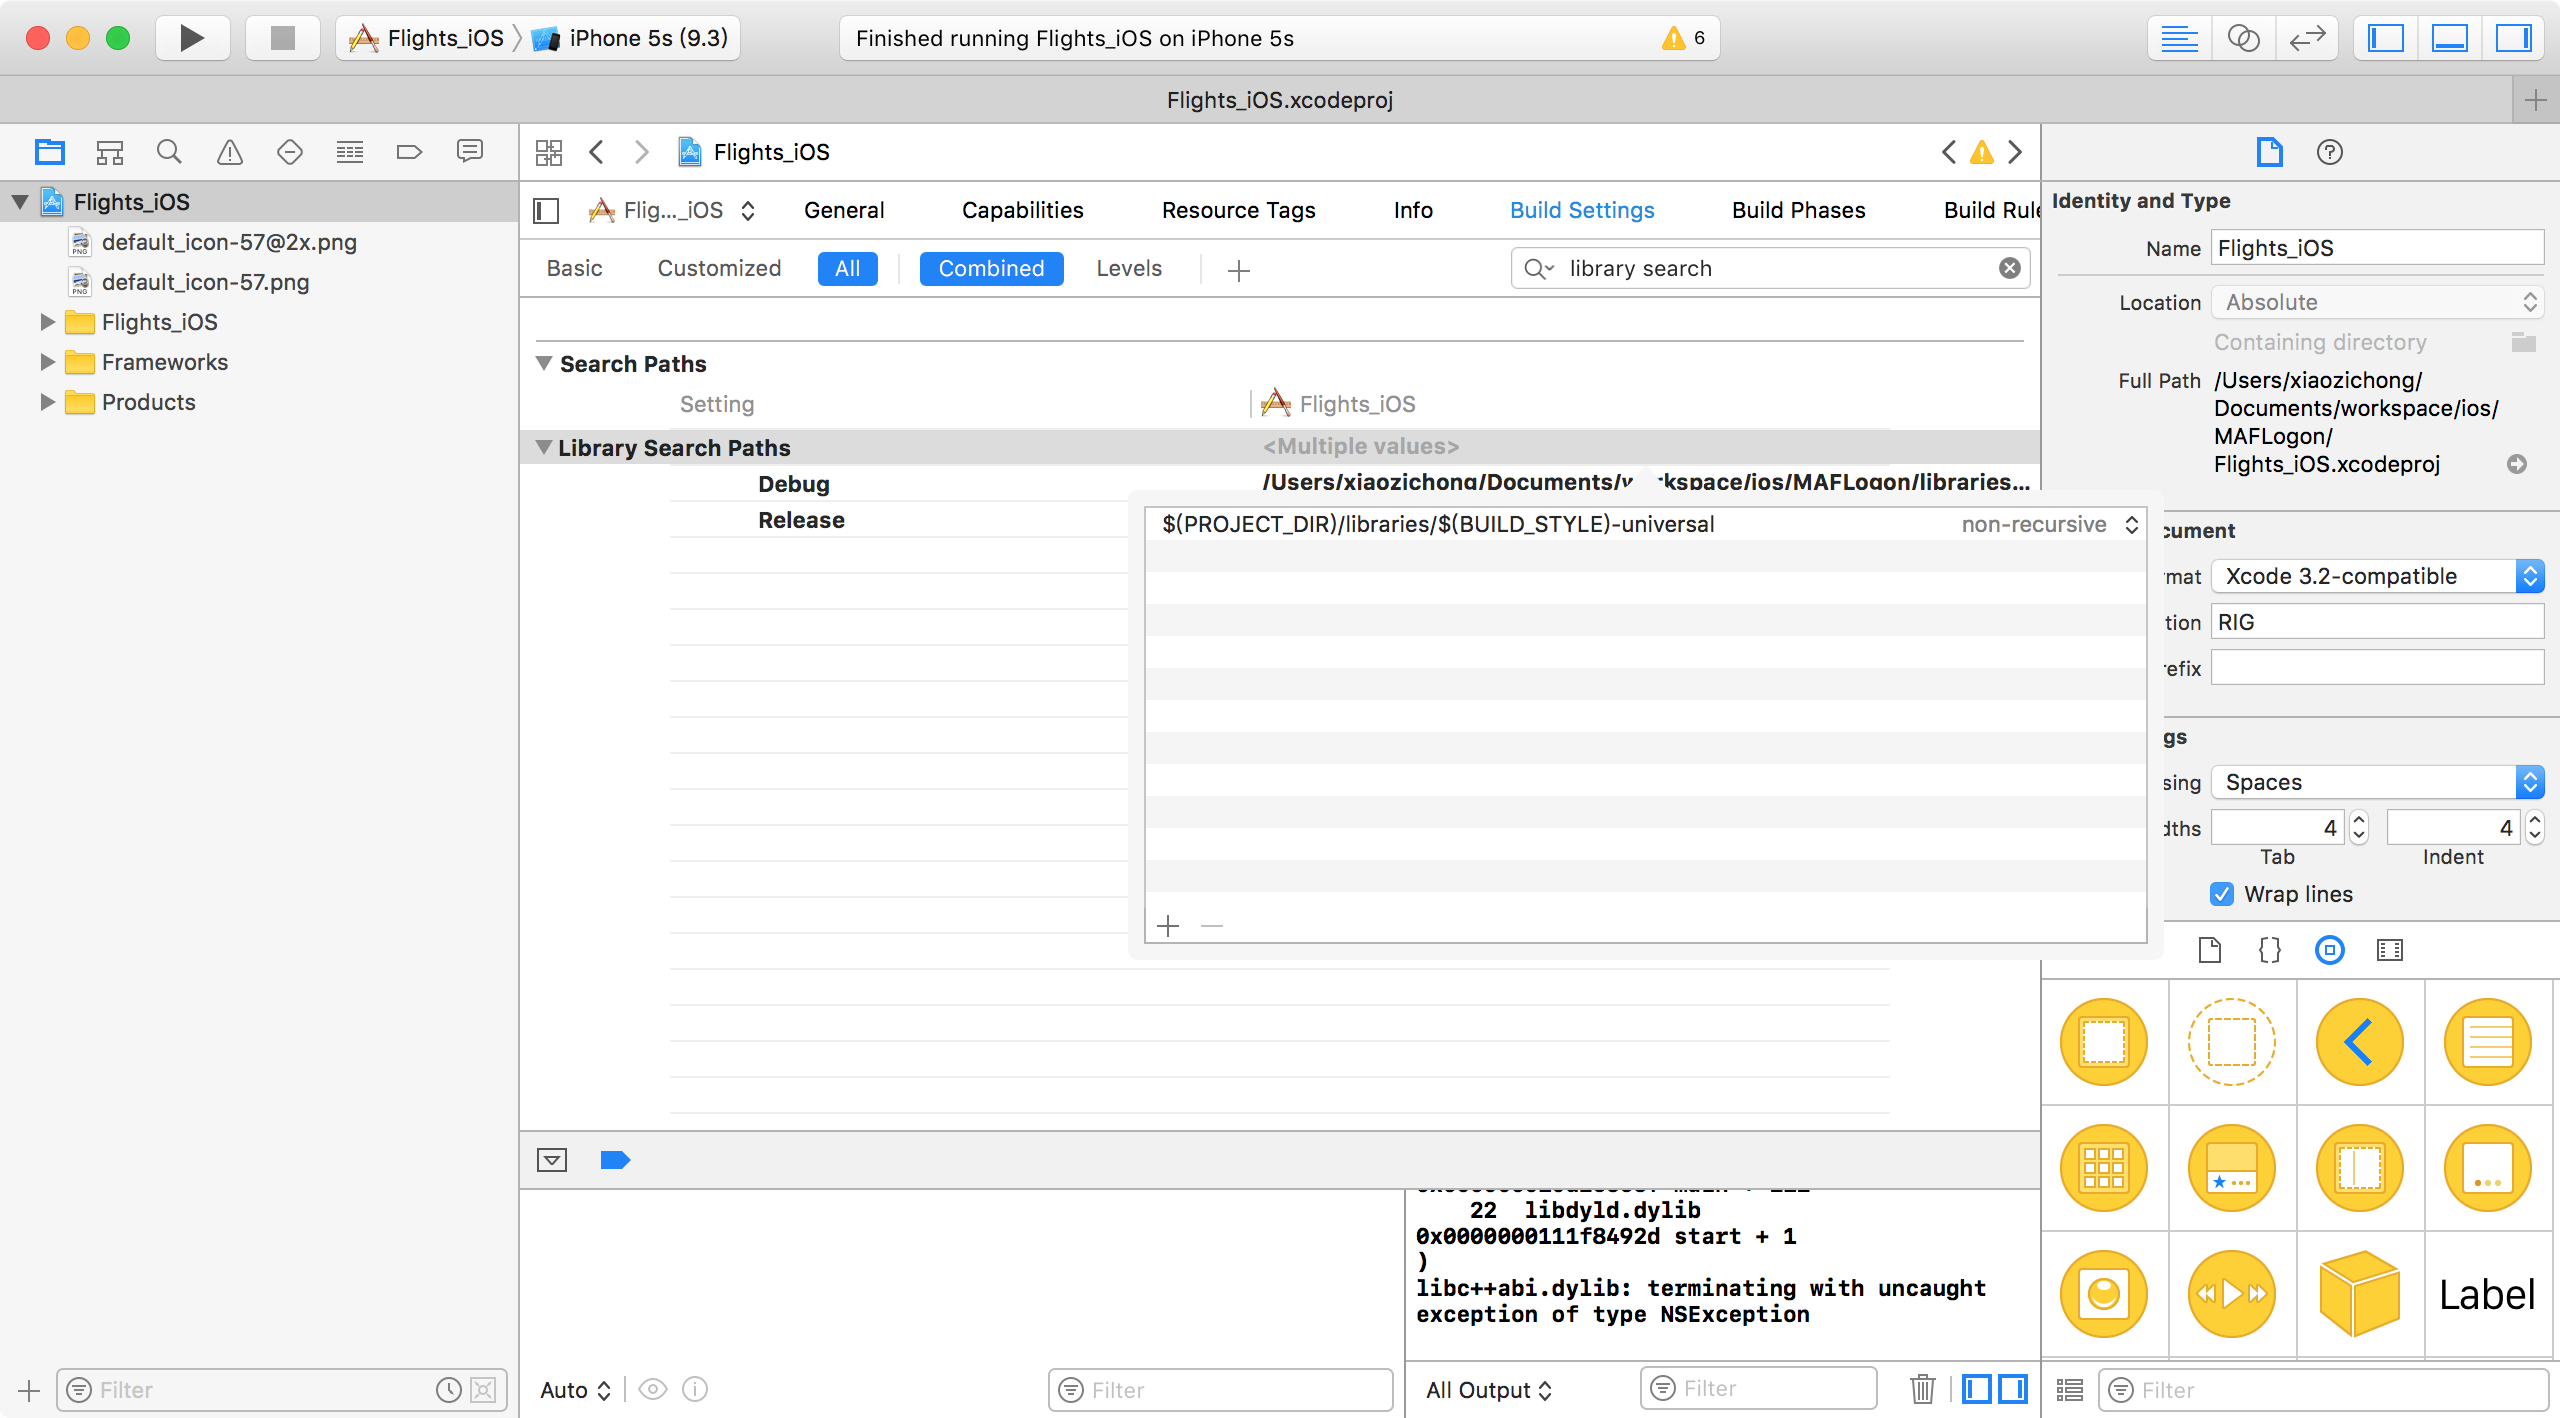 Flights_iOS
iPhone 5s (9.3)
Finished running Flights_iOS on iPhone 5s
6
Flights_iOS.xcodeproj
Flights_iOS
default_icon-57@2x.png
default_icon-57.png
Flights_iOS
Frameworks
Products
Filter
Flights_iOS
Flig..._iOS
General
Capabilities
Resource Tags
Info
Build Settings
Build Phases
Build Rule
Basic
Customized
All
Combined
Levels
library search
Search Paths
Setting
Flights_iOS
Library Search Paths
<Multiple values>
Debug
/Users/xiaozichong/Documents/workspace/ios/MAFLogon/libraries...
Release
$(PROJECT_DIR)/libraries/$(BUILD_STYLE)-universal
non-recursive
22 libdyld.dylib
0x0000000111f8492d start + 1
)
libc++abi.dylib: terminating with uncaught
exception of type NSException
Auto
Filter
All Output
Filter
Identity and Type
Name
Flights_iOS
Location
Absolute
Containing directory
Full Path
/Users/xiaozichong/
Documents/workspace/ios/
MAFLogon/
Flights_iOS.xcodeproj
cument
rmat
Xcode 3.2-compatible
tion
RIG
efix
gs
sing
Spaces
dths
4
4
Tab
Indent
Wrap lines
Label
Filter